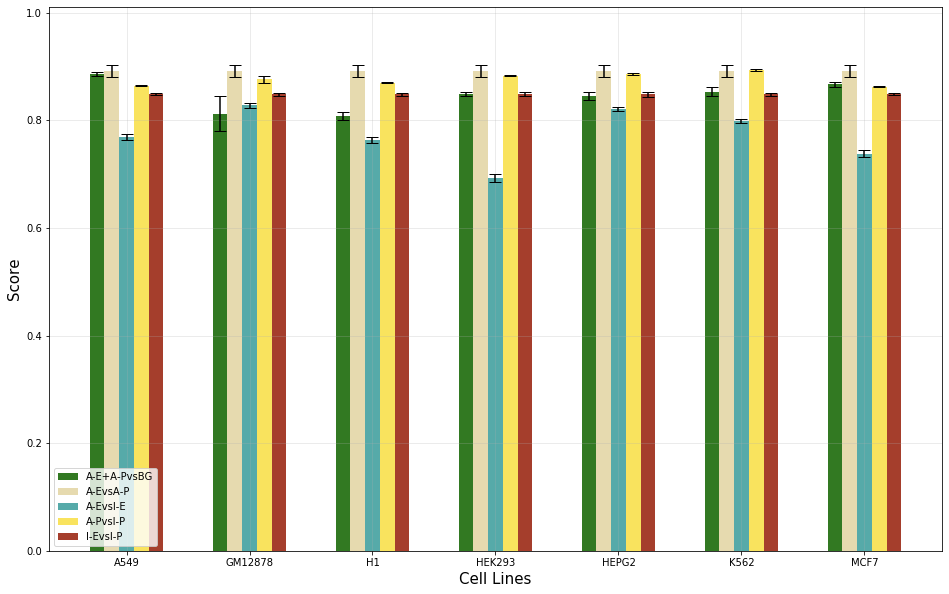 1.0
0.8
0.6
0.4
0.2
0.0
Score
A-E+A-PvsBG
A-EvsA-P
A-EvsI-E
A-PvsI-P
I-EvsI-P
A549 GM12878 H1 HEK293 HEPG2 K562 MCF7
Cell Lines